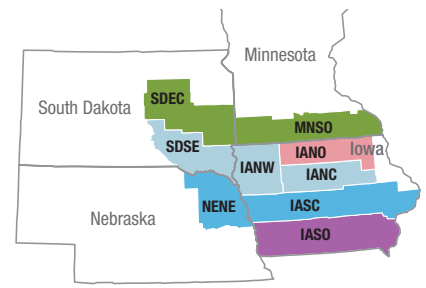 Minnesota
SDEC
South Dakota
MNSO
SDSE
IANO
Iowa
IANW
IANC
NENE
IASC
Nebraska
IASO